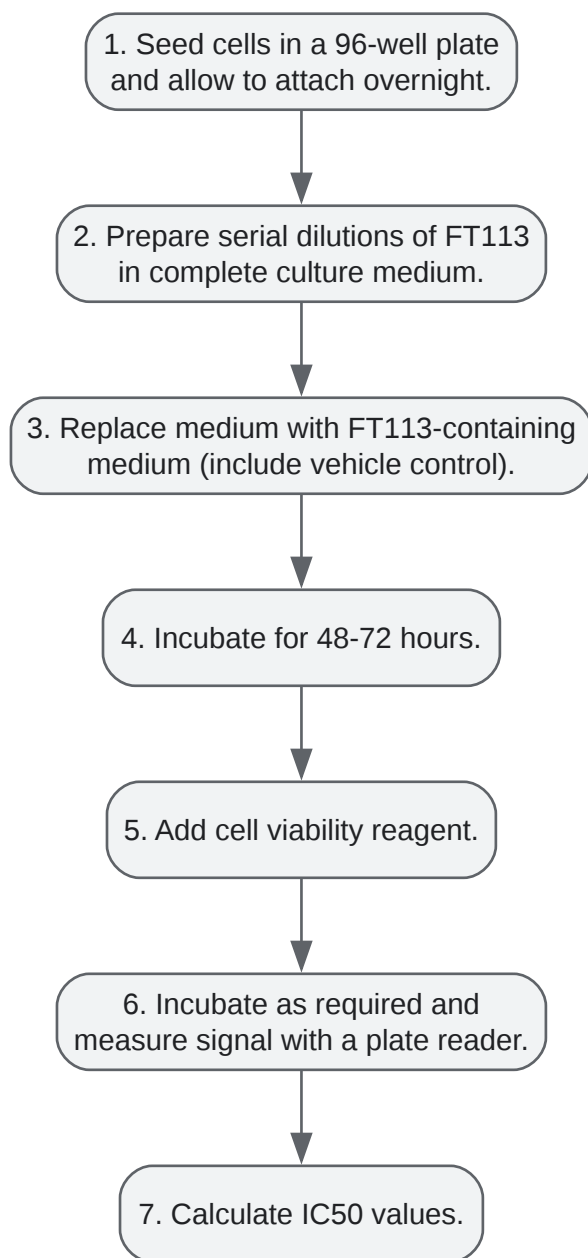 1. Seed cells in a 96-well plate
and allow to attach overnight.
2. Prepare serial dilutions of FT113
in complete culture medium.
3. Replace medium with FT113-containing
medium (include vehicle control).
4. Incubate for 48-72 hours.
5. Add cell viability reagent.
6. Incubate as required and
measure signal with a plate reader.
7. Calculate IC50 values.